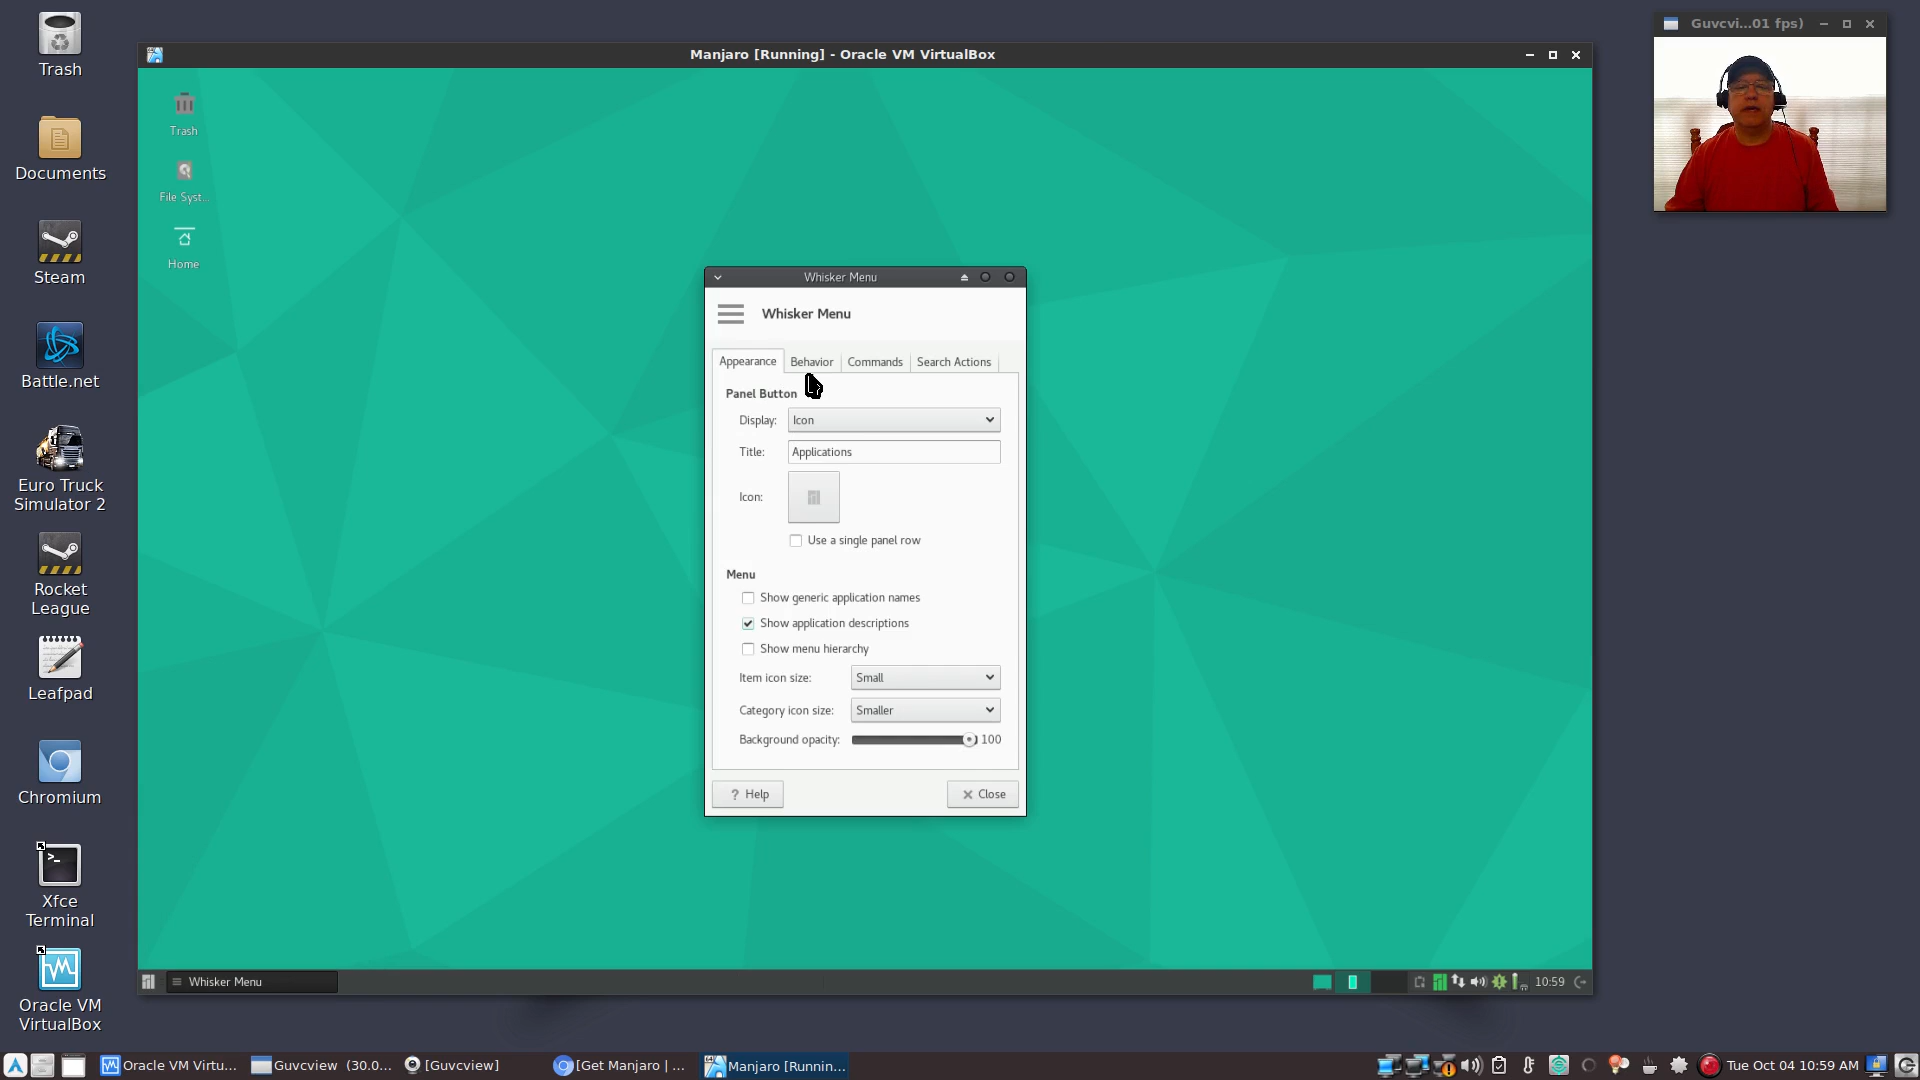 Trash
Documents
Steam
Battle.net
Euro Truck
Simulator 2
Rocket
League
Leafpad
Chromium
Xfce
Terminal
Oracle VM
VirtualBox
Manjaro [Running] - Oracle VM VirtualBox
Guvcvi...01 fps)
Trash
File Syst...
Home
Whisker Menu
Whisker Menu
Appearance
Behavior
Commands
Search Actions
Panel Button
Display:
Icon
Title:
Applications
Icon:
Use a single panel row
Menu
Show generic application names
Show application descriptions
Show menu hierarchy
Item icon size:
Small
Category icon size:
Smaller
Background opacity:
100
? Help
Close
Whisker Menu
10:59
Oracle VM Virtu...
Guvcview (30.0...
[Guvcview]
[Get Manjaro | ...
Manjaro [Runnin...
Tue Oct 04 10:59 AM